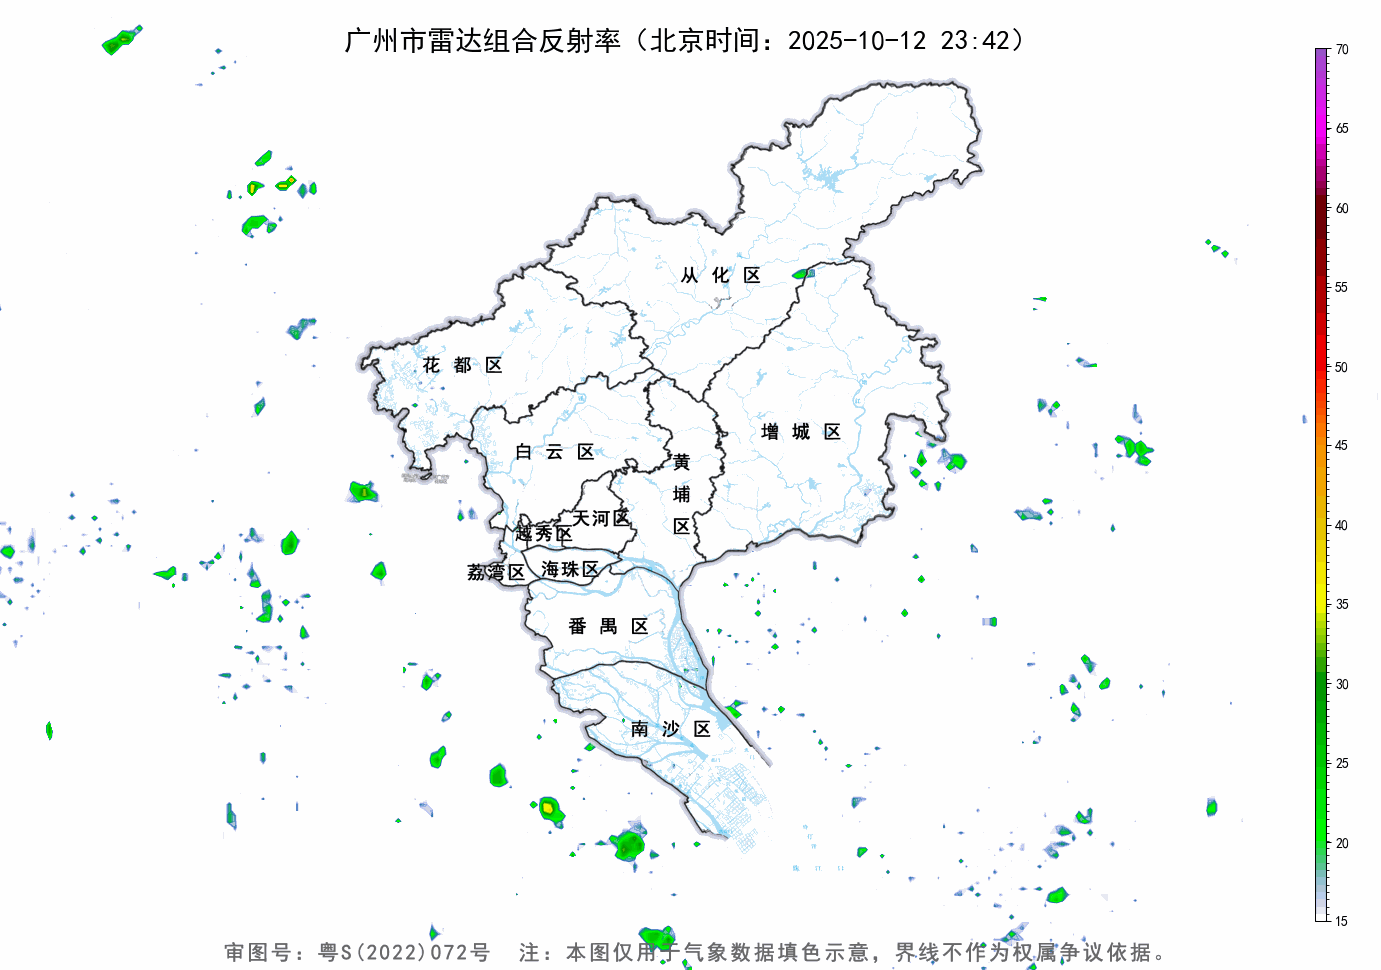 广州市雷达组合反射率（北京时间：2025-10-12 23:42）
70
65
60
55
50
45
40
35
30
25
20
15
从化区
花都区
增城区
白云区
黄埔区
天河区
越秀区
荔湾区
海珠区
番禺区
南沙区
审图号：粤S(2022)072号 注：本图仅用于气象数据填色示意，界线不作为权属争议依据。